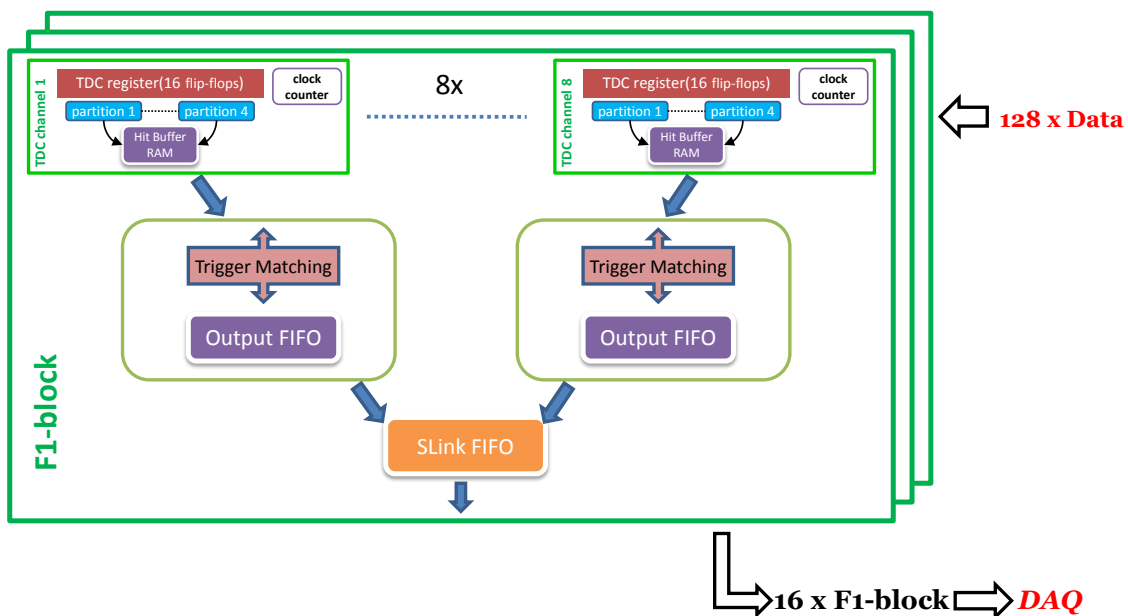 TDC channel 1
TDC register(16 flip-flops)
clock
counter
partition 1
partition 4
Hit Buffer
RAM
8x
TDC channel 8
TDC register(16 flip-flops)
clock
counter
partition 1
partition 4
Hit Buffer
RAM
128 x Data
Trigger Matching
Output FIFO
Trigger Matching
Output FIFO
SLink FIFO
F1-block
16 x F1-block
DAQ